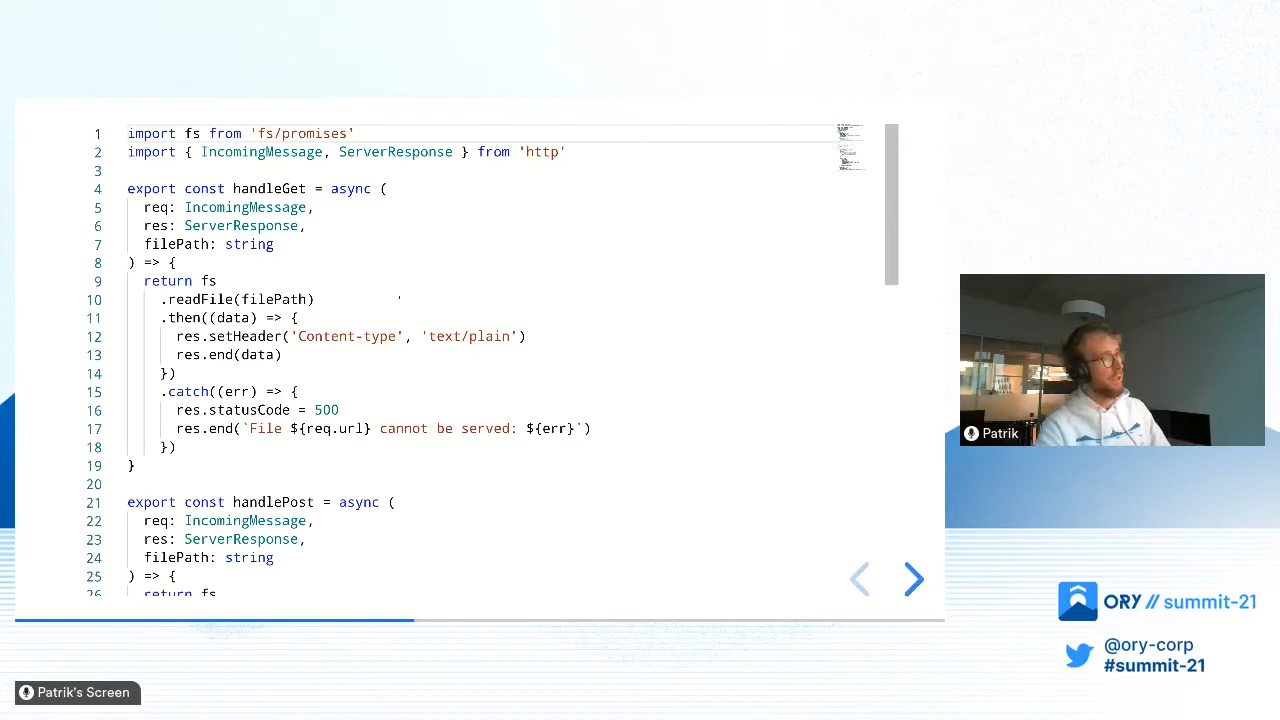 1 import fs from 'fs/promises'
2 import { IncomingMessage, ServerResponse } from 'http'
3
4 export const handleGet = async (
5 req: IncomingMessage,
6 res: ServerResponse,
7 filePath: string
8 ) => {
9 return fs
10 .readFile(filePath)
11 .then((data) => {
12 res.setHeader('Content-type', 'text/plain')
13 res.end(data)
14 })
15 .catch((err) => {
16 res.statusCode = 500
17 res.end(`File ${req.url} cannot be served: ${err}`)
18 })
19 }
20
21 export const handlePost = async (
22 req: IncomingMessage,
23 res: ServerResponse,
24 filePath: string
25 ) => {
26 return fs
Patrik
ORY // summit-21
@ory-corp
#summit-21
Patrik's Screen